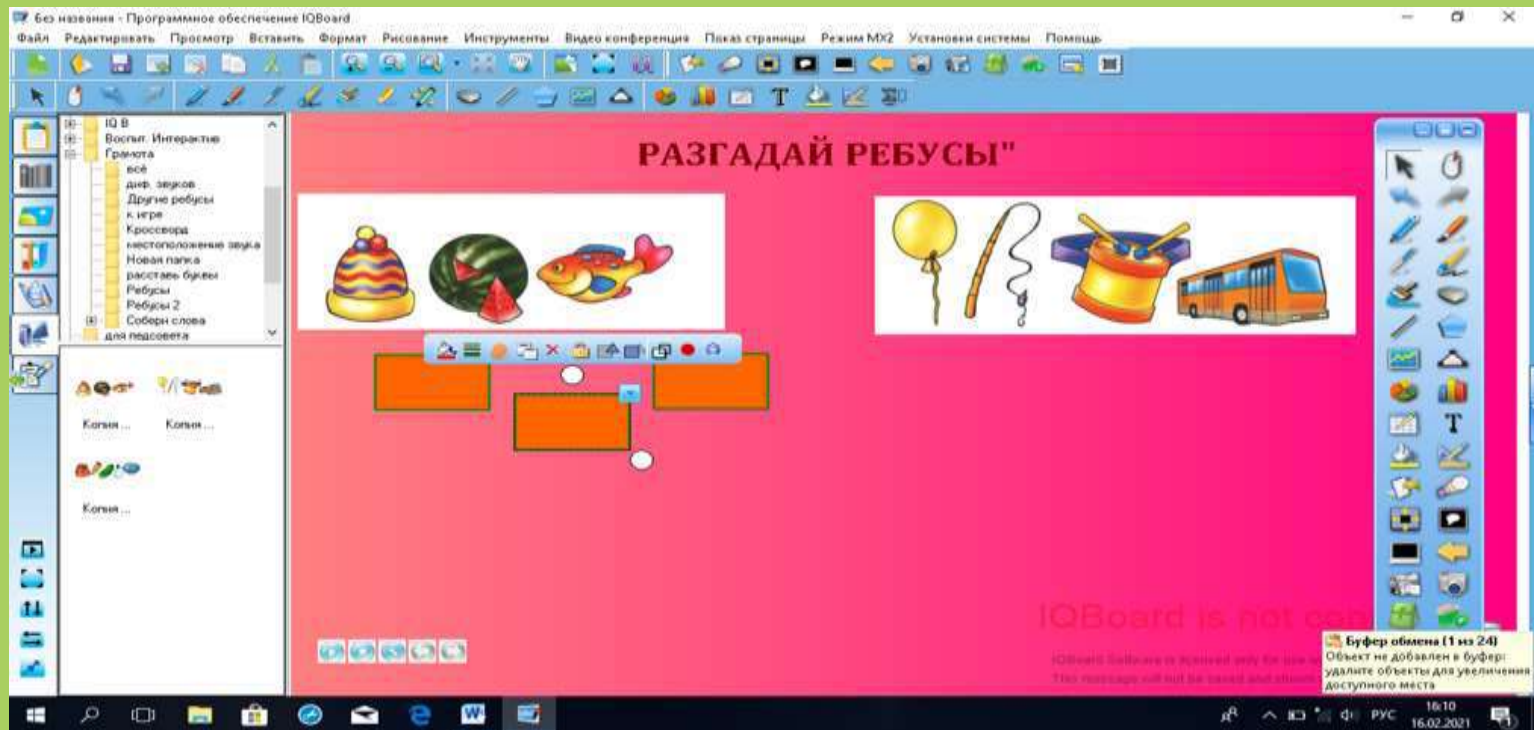 без названия - Программное обеспечение IQBoard
Файл Редактировать Просмотр Вставить Формат Рисование Инструменты Видео конференция Показ страницы Режим MX2 Установки системы Помощь
IQ B
Воспит. Интерактив
Грамота
всё
диф. звуков
Другие ребусы
к игре
Кроссворд
местоположение звука
Новая папка
расставь буквы
Ребусы
Ребусы 2
Собери слова
для педсовета
Копия ... Копия ...
Копия ...
РАЗГАДАЙ РЕБУСЫ"
T
T
IQBoard is not
Буфер обмена (1 из 24)
Объект не добавлен в буфер:
удалите объекты для увеличения
доступного места
РУС
16:10
16.02.2021